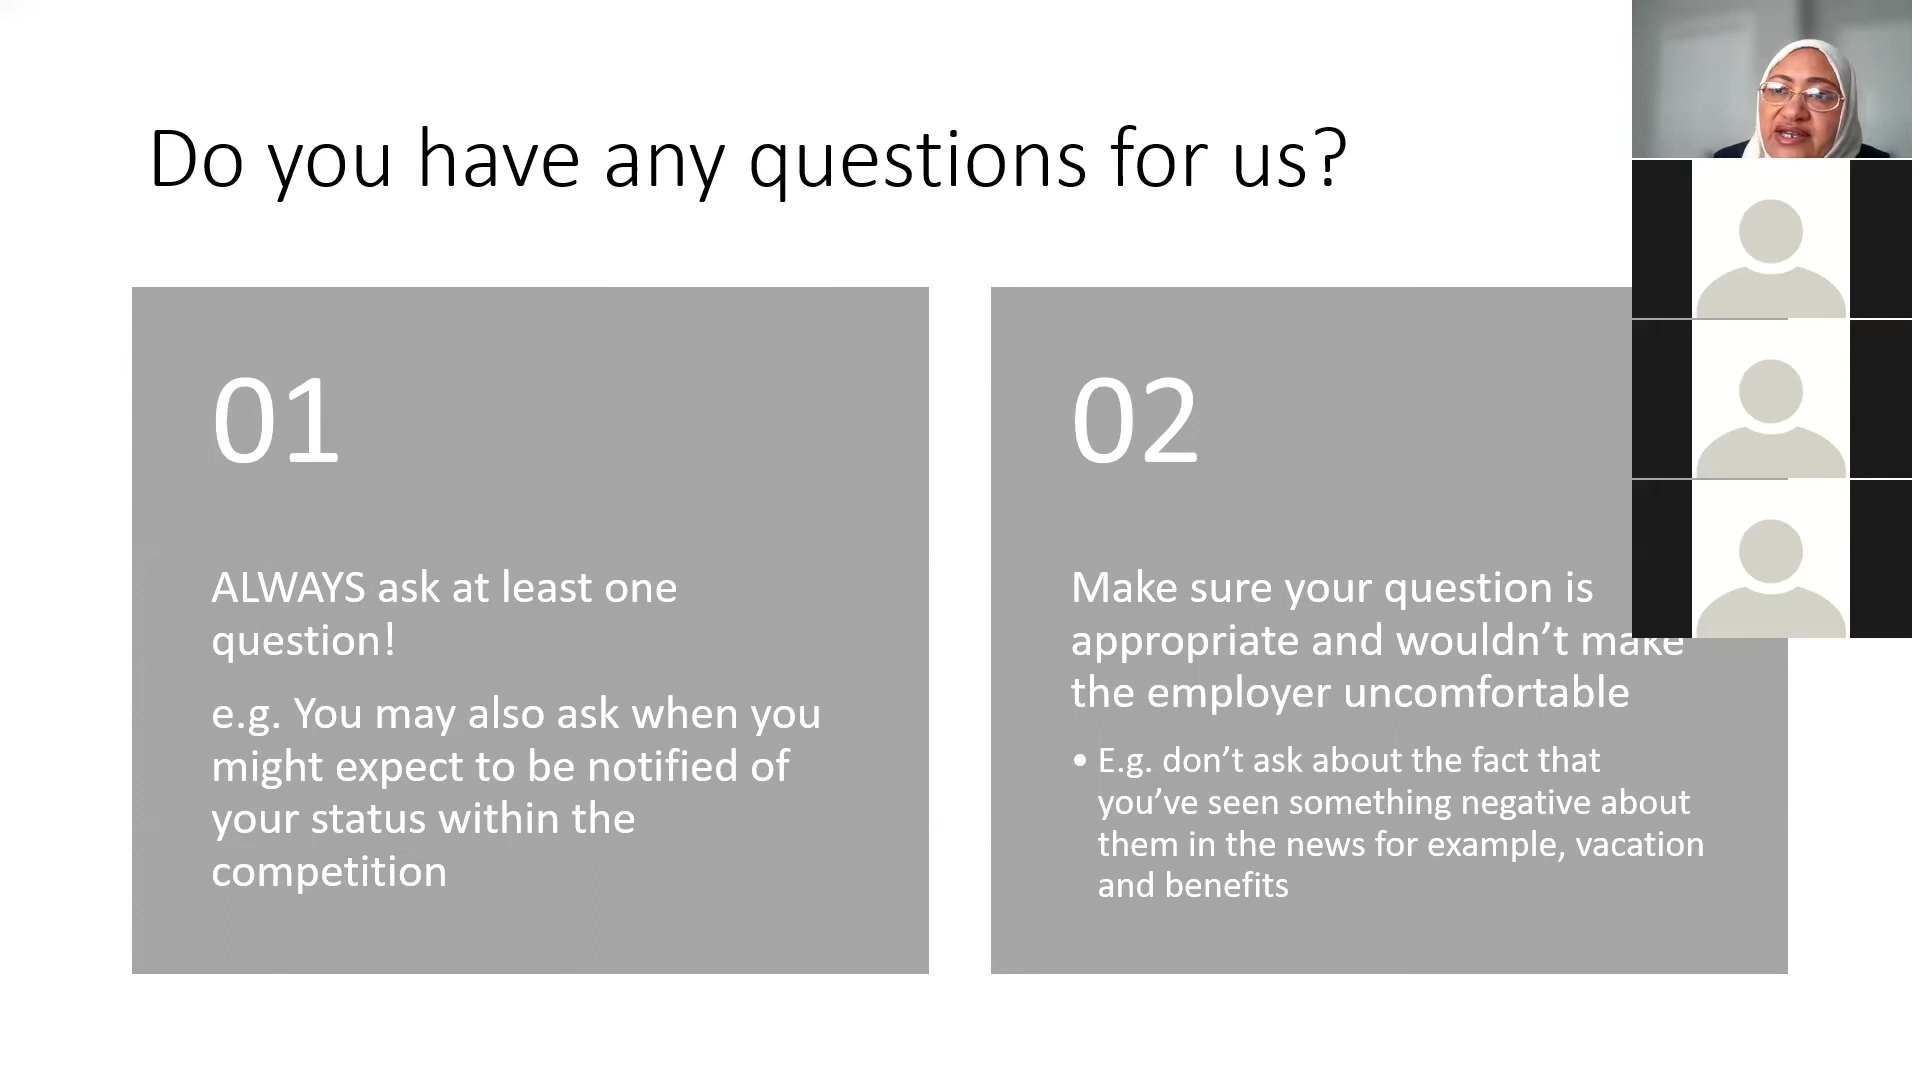 Do you have any questions for us?
01
ALWAYS ask at least one
question!
e.g. You may also ask when you
might expect to be notified of
your status within the
competition
02
Make sure your question is
appropriate and wouldn’t make
the employer uncomfortable
• E.g. don’t ask about the fact that
you’ve seen something negative about
them in the news for example, vacation
and benefits